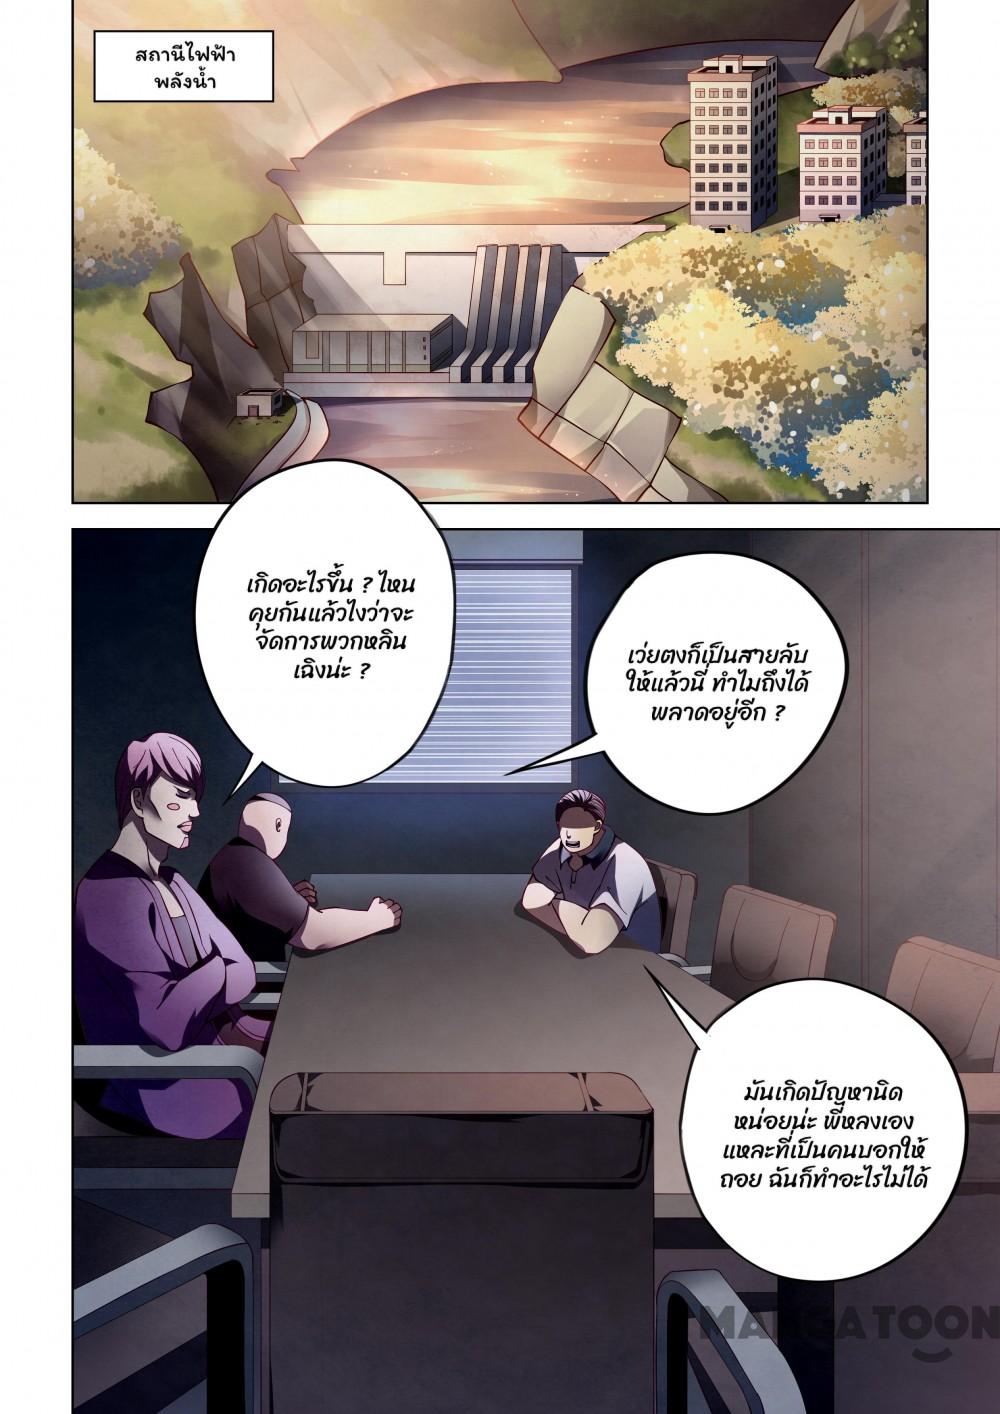 สถานีไฟฟ้า
พลังน้ำ
เกิดอะไรขึ้น ? ไหน
คุยกันแล้วไงว่าจะ
จัดการพวกหลิน
เฉิงน่ะ ?
เว่ยตงก็เป็นสายลับ
ให้แล้วนี่ ทำไมถึงได้
พลาดอยู่อีก ?
มันเกิดปัญหานิด
หน่อยน่ะ พี่หลงเอง
แหละที่เป็นคนบอกให้
ถอย ฉันก็ทำอะไรไม่ได้
MANGATOON